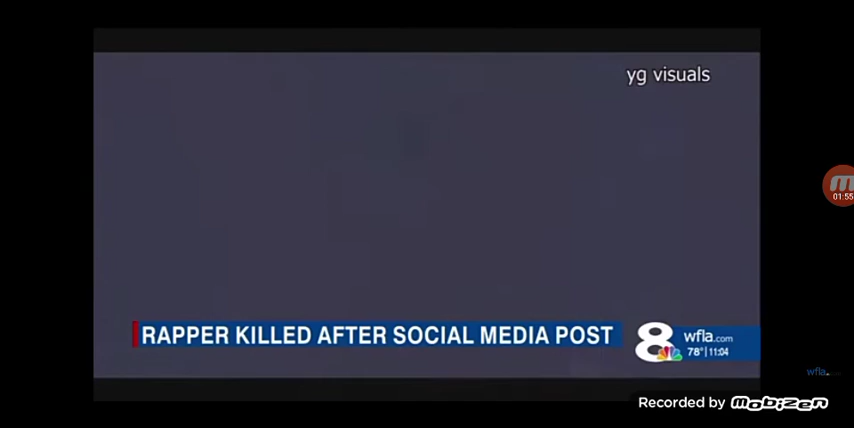 yg visuals
01:55
RAPPER KILLED AFTER SOCIAL MEDIA POST
8 wfla.com
78° | 11:04
wfla.com
Recorded by mobizen